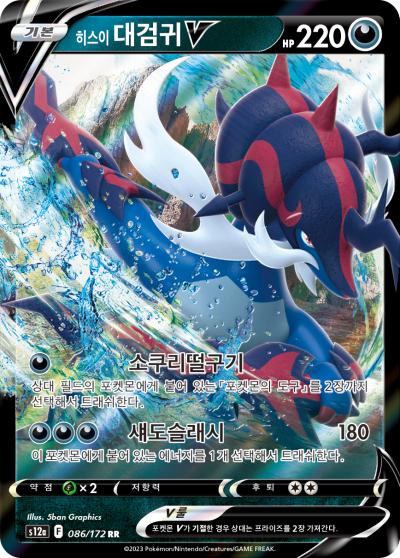 기본 히스이 대검귀 V HP 220
소쿠리떨구기
상대 필드의 포켓몬에게 붙어 있는 「포켓몬의 도구」를 2장까지
선택해서 트래쉬한다.
섀도슬래시 180
이 포켓몬에게 붙어 있는 에너지를 1개 선택해서 트래쉬한다.
약점 ×2 저항력 후퇴
Illus. 5ban Graphics
V룰
s12a F 086/172 RR
포켓몬 V가 기절한 경우 상대는 프라이즈를 2장 가져간다.
©2023 Pokémon/Nintendo/Creatures/GAME FREAK.